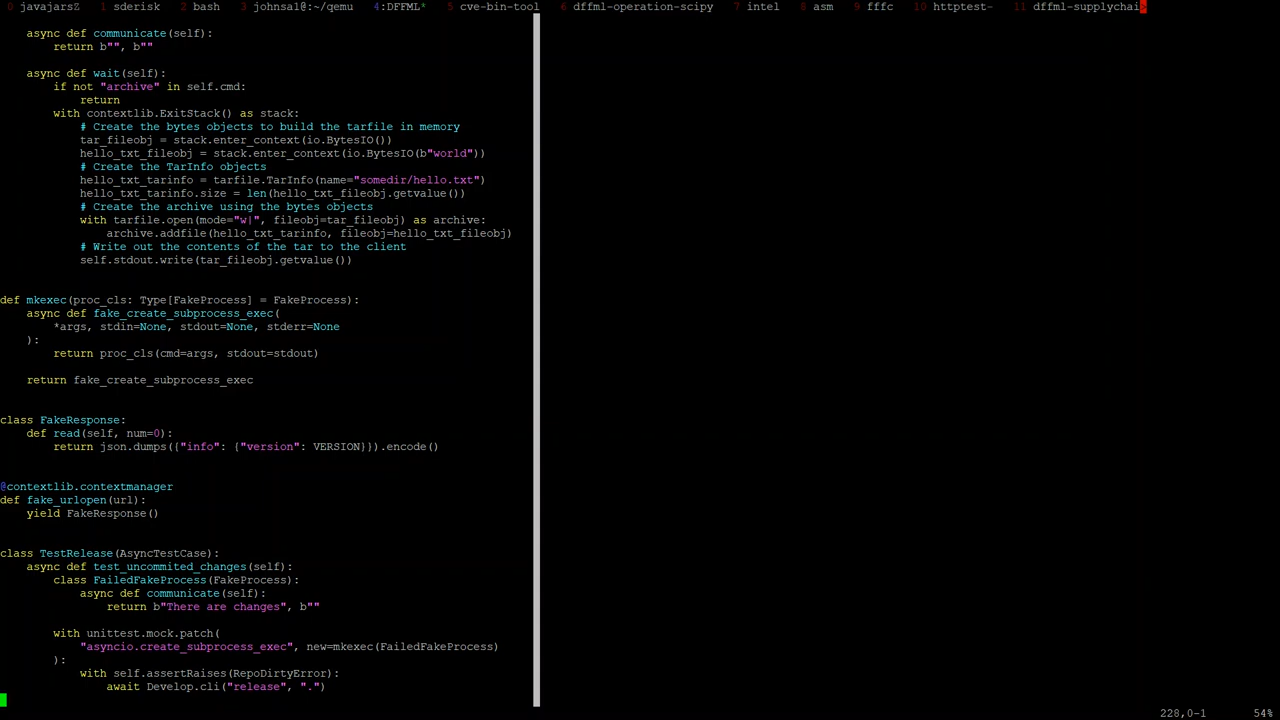 0 javajarsZ 1 sderisk 2 bash 3 johnsal@:~/qemu 4:DFFML* 5 cve-bin-tool 6 dffml-operation-scipy 7 intel 8 asm 9 fffc 10 httptest- 11 dffml-supplychai>
async def communicate(self):
return b"", b""
async def wait(self):
if not "archive" in self.cmd:
return
with contextlib.ExitStack() as stack:
# Create the bytes objects to build the tarfile in memory
tar_fileobj = stack.enter_context(io.BytesIO())
hello_txt_fileobj = stack.enter_context(io.BytesIO(b"world"))
# Create the TarInfo objects
hello_txt_tarinfo = tarfile.TarInfo(name="somedir/hello.txt")
hello_txt_tarinfo.size = len(hello_txt_fileobj.getvalue())
# Create the archive using the bytes objects
with tarfile.open(mode="w|", fileobj=tar_fileobj) as archive:
archive.addfile(hello_txt_tarinfo, fileobj=hello_txt_fileobj)
# Write out the contents of the tar to the client
self.stdout.write(tar_fileobj.getvalue())
def mkexec(proc_cls: Type[FakeProcess] = FakeProcess):
async def fake_create_subprocess_exec(
*args, stdin=None, stdout=None, stderr=None
):
return proc_cls(cmd=args, stdout=stdout)
return fake_create_subprocess_exec
class FakeResponse:
def read(self, num=0):
return json.dumps({"info": {"version": VERSION}}).encode()
@contextlib.contextmanager
def fake_urlopen(url):
yield FakeResponse()
class TestRelease(AsyncTestCase):
async def test_uncommited_changes(self):
class FailedFakeProcess(FakeProcess):
async def communicate(self):
return b"There are changes", b""
with unittest.mock.patch(
"asyncio.create_subprocess_exec", new=mkexec(FailedFakeProcess)
):
with self.assertRaises(RepoDirtyError):
await Develop.cli("release", ".")
228,0-1 54%